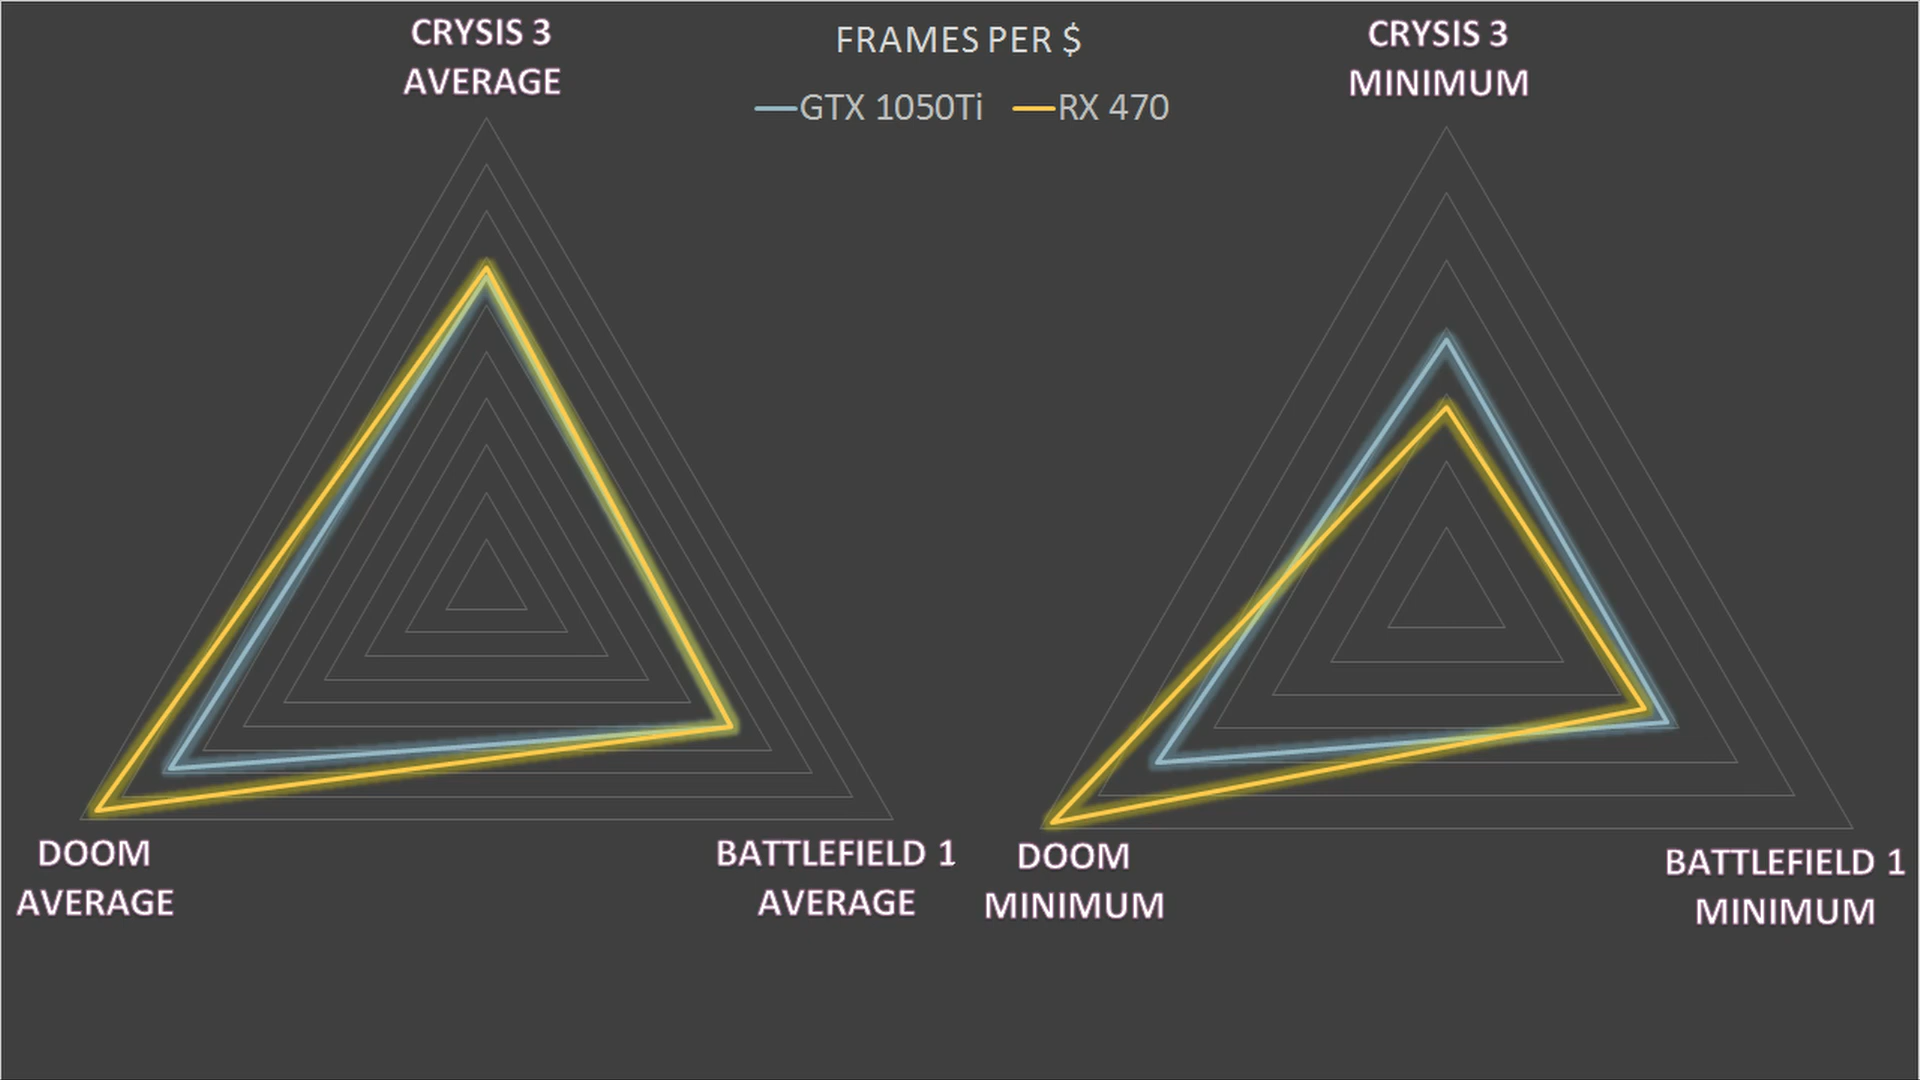 FRAMES PER $
GTX 1050Ti RX 470
CRYSIS 3
AVERAGE
DOOM
AVERAGE
BATTLEFIELD 1
AVERAGE
CRYSIS 3
MINIMUM
DOOM
MINIMUM
BATTLEFIELD 1
MINIMUM